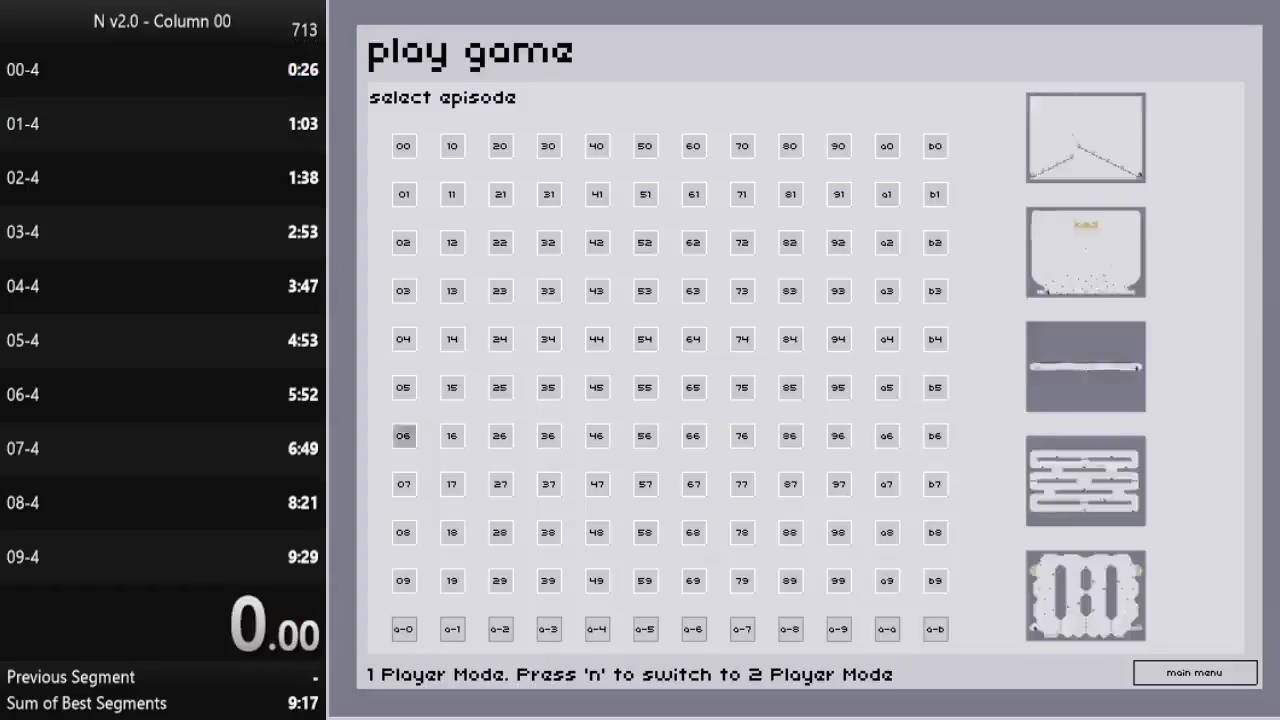 N v2.0 - Column 00
713
00-4 0:26
01-4 1:03
02-4 1:38
03-4 2:53
04-4 3:47
05-4 4:53
06-4 5:52
07-4 6:49
08-4 8:21
09-4 9:29
0.00
Previous Segment -
Sum of Best Segments 9:17
play game
select episode
00 10 20 30 40 50 60 70 80 90 a0 b0
01 11 21 31 41 51 61 71 81 91 a1 b1
02 12 22 32 42 52 62 72 82 92 a2 b2
03 13 23 33 43 53 63 73 83 93 a3 b3
04 14 24 34 44 54 64 74 84 94 a4 b4
05 15 25 35 45 55 65 75 85 95 a5 b5
06 16 26 36 46 56 66 76 86 96 a6 b6
07 17 27 37 47 57 67 77 87 97 a7 b7
08 18 28 38 48 58 68 78 88 98 a8 b8
09 19 29 39 49 59 69 79 89 99 a9 b9
a-0 a-1 a-2 a-3 a-4 a-5 a-6 a-7 a-8 a-9 a-a a-b
1 Player Mode. Press 'n' to switch to 2 Player Mode
main menu